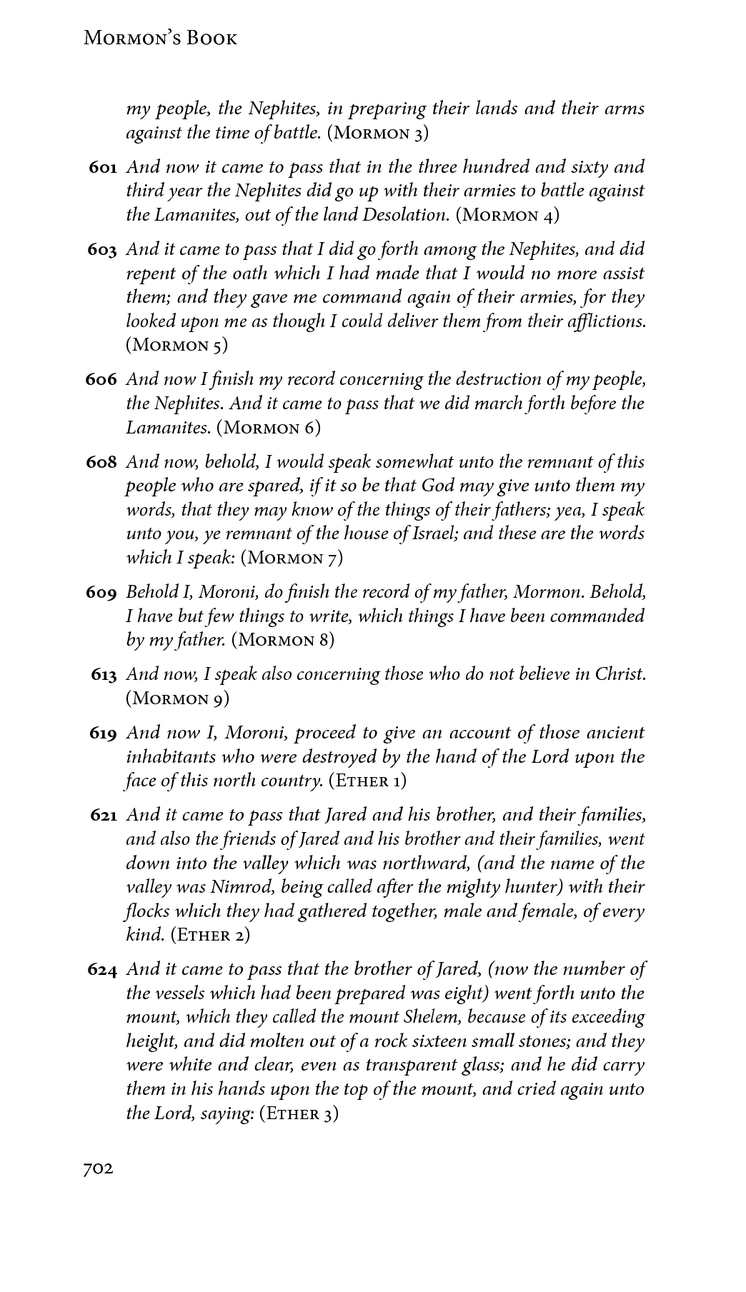 Mormon's Book
my people, the Nephites, in preparing their lands and their arms
against the time of battle. (Mormon 3)
601 And now it came to pass that in the three hundred and sixty and
third year the Nephites did go up with their armies to battle against
the Lamanites, out of the land Desolation. (Mormon 4)
603 And it came to pass that I did go forth among the Nephites, and did
repent of the oath which I had made that I would no more assist
them; and they gave me command again of their armies, for they
looked upon me as though I could deliver them from their afflictions.
(Mormon 5)
606 And now I finish my record concerning the destruction of my people,
the Nephites. And it came to pass that we did march forth before the
Lamanites. (Mormon 6)
608 And now, behold, I would speak somewhat unto the remnant of this
people who are spared, if it so be that God may give unto them my
words, that they may know of the things of their fathers; yea, I speak
unto you, ye remnant of the house of Israel; and these are the words
which I speak: (Mormon 7)
609 Behold I, Moroni, do finish the record of my father, Mormon. Behold,
I have but few things to write, which things I have been commanded
by my father. (Mormon 8)
613 And now, I speak also concerning those who do not believe in Christ.
(Mormon 9)
619 And now I, Moroni, proceed to give an account of those ancient
inhabitants who were destroyed by the hand of the Lord upon the
face of this north country. (Ether 1)
621 And it came to pass that Jared and his brother, and their families,
and also the friends of Jared and his brother and their families, went
down into the valley which was northward, (and the name of the
valley was Nimrod, being called after the mighty hunter) with their
flocks which they had gathered together, male and female, of every
kind. (Ether 2)
624 And it came to pass that the brother of Jared, (now the number of
the vessels which had been prepared was eight) went forth unto the
mount, which they called the mount Shelem, because of its exceeding
height, and did molten out of a rock sixteen small stones; and they
were white and clear, even as transparent glass; and he did carry
them in his hands upon the top of the mount, and cried again unto
the Lord, saying: (Ether 3)
702